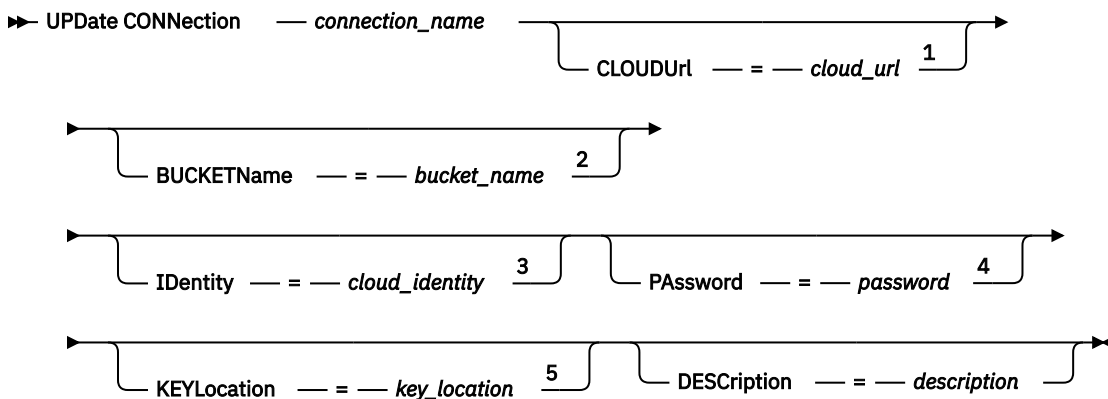 UPDate CONNection — connection_name
CLOUDUrl — = — cloud_url 1
BUCKETName — = — bucket_name 2
IDentity — = — cloud_identity 3 PAssword — = — password 4
KEYLocation — = — key_location 5 DESCription — = — description